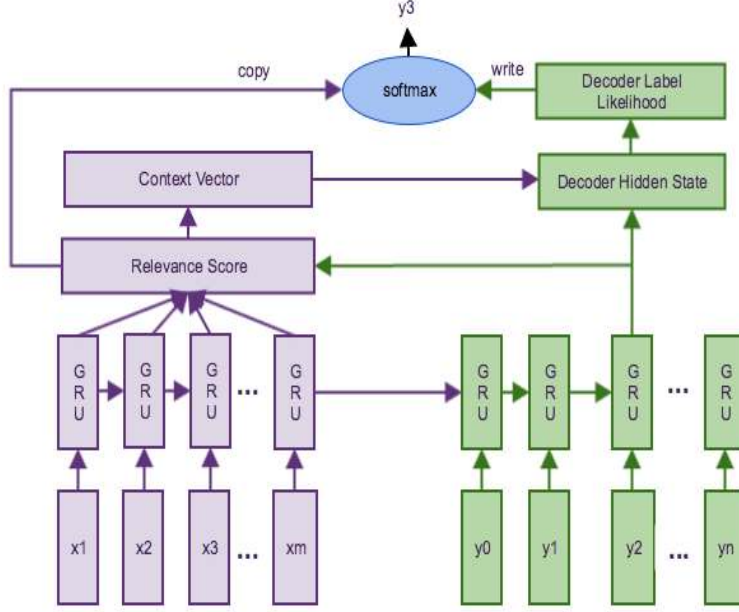 y3
copy
write
softmax
Decoder Label
Likelihood
Context Vector
Decoder Hidden State
Relevance Score
G
R
U
G
R
U
G
R
U
...
G
R
U
G
R
U
G
R
U
G
R
U
...
G
R
U
x1
x2
x3
...
xm
y0
y1
y2
...
yn